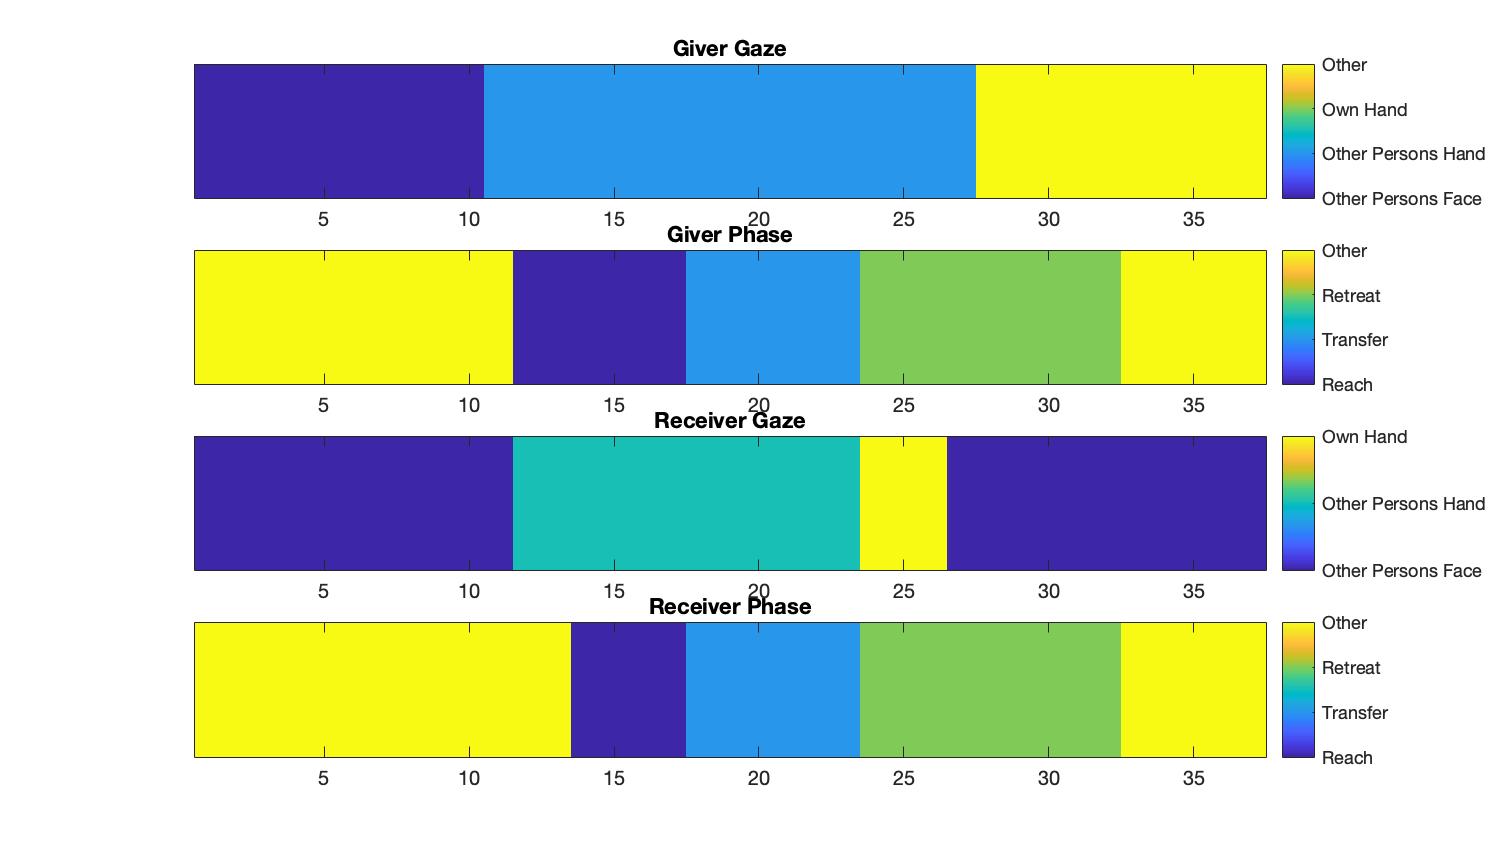 Giver Gaze
Other
Own Hand
Other Persons Hand
Other Persons Face
5 10 15 20 25 30 35
Giver Phase
Other
Retreat
Transfer
Reach
5 10 15 20 25 30 35
Receiver Gaze
Own Hand
Other Persons Hand
Other Persons Face
5 10 15 20 25 30 35
Receiver Phase
Other
Retreat
Transfer
Reach
5 10 15 20 25 30 35